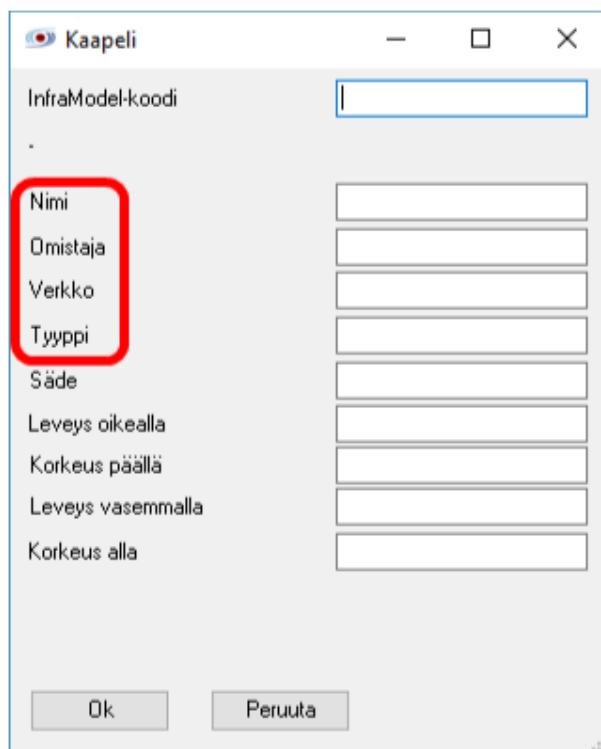 Kaapeli
InfraModel-koodi
-
Nimi
Omistaja
Verkko
Tyyppi
Säde
Leveys oikealla
Korkeus päällä
Leveys vasemmalla
Korkeus alla
Ok Peruuta